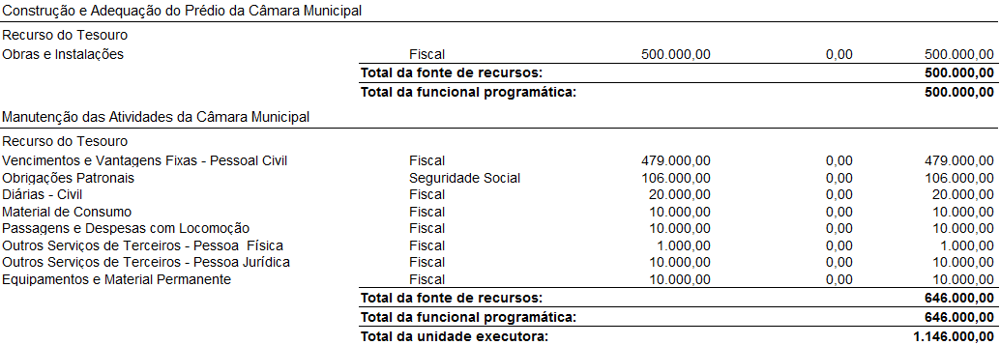 Construção e Adequação do Prédio da Câmara Municipal
Recurso do Tesouro
Obras e Instalações Fiscal 500.000,00 0,00 500.000,00
Total da fonte de recursos: 500.000,00
Total da funcional programática: 500.000,00
Manutenção das Atividades da Câmara Municipal
Recurso do Tesouro
Vencimentos e Vantagens Fixas - Pessoal Civil Fiscal 479.000,00 0,00 479.000,00
Obrigações Patronais Seguridade Social 106.000,00 0,00 106.000,00
Diárias - Civil Fiscal 20.000,00 0,00 20.000,00
Material de Consumo Fiscal 10.000,00 0,00 10.000,00
Passagens e Despesas com Locomoção Fiscal 10.000,00 0,00 10.000,00
Outros Serviços de Terceiros - Pessoa Física Fiscal 1.000,00 0,00 1.000,00
Outros Serviços de Terceiros - Pessoa Jurídica Fiscal 10.000,00 0,00 10.000,00
Equipamentos e Material Permanente Fiscal 10.000,00 0,00 10.000,00
Total da fonte de recursos: 646.000,00
Total da funcional programática: 646.000,00
Total da unidade executora: 1.146.000,00